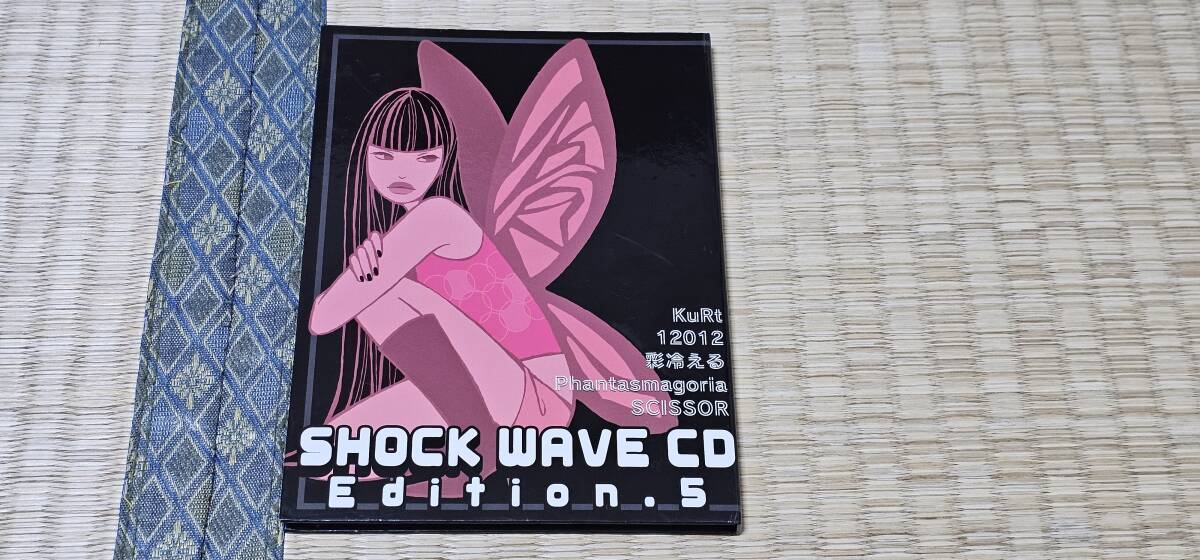 KuRt
12012
彩冷える
Phantasmagoria
SCISSOR
SHOCK WAVE CD
Edition.5